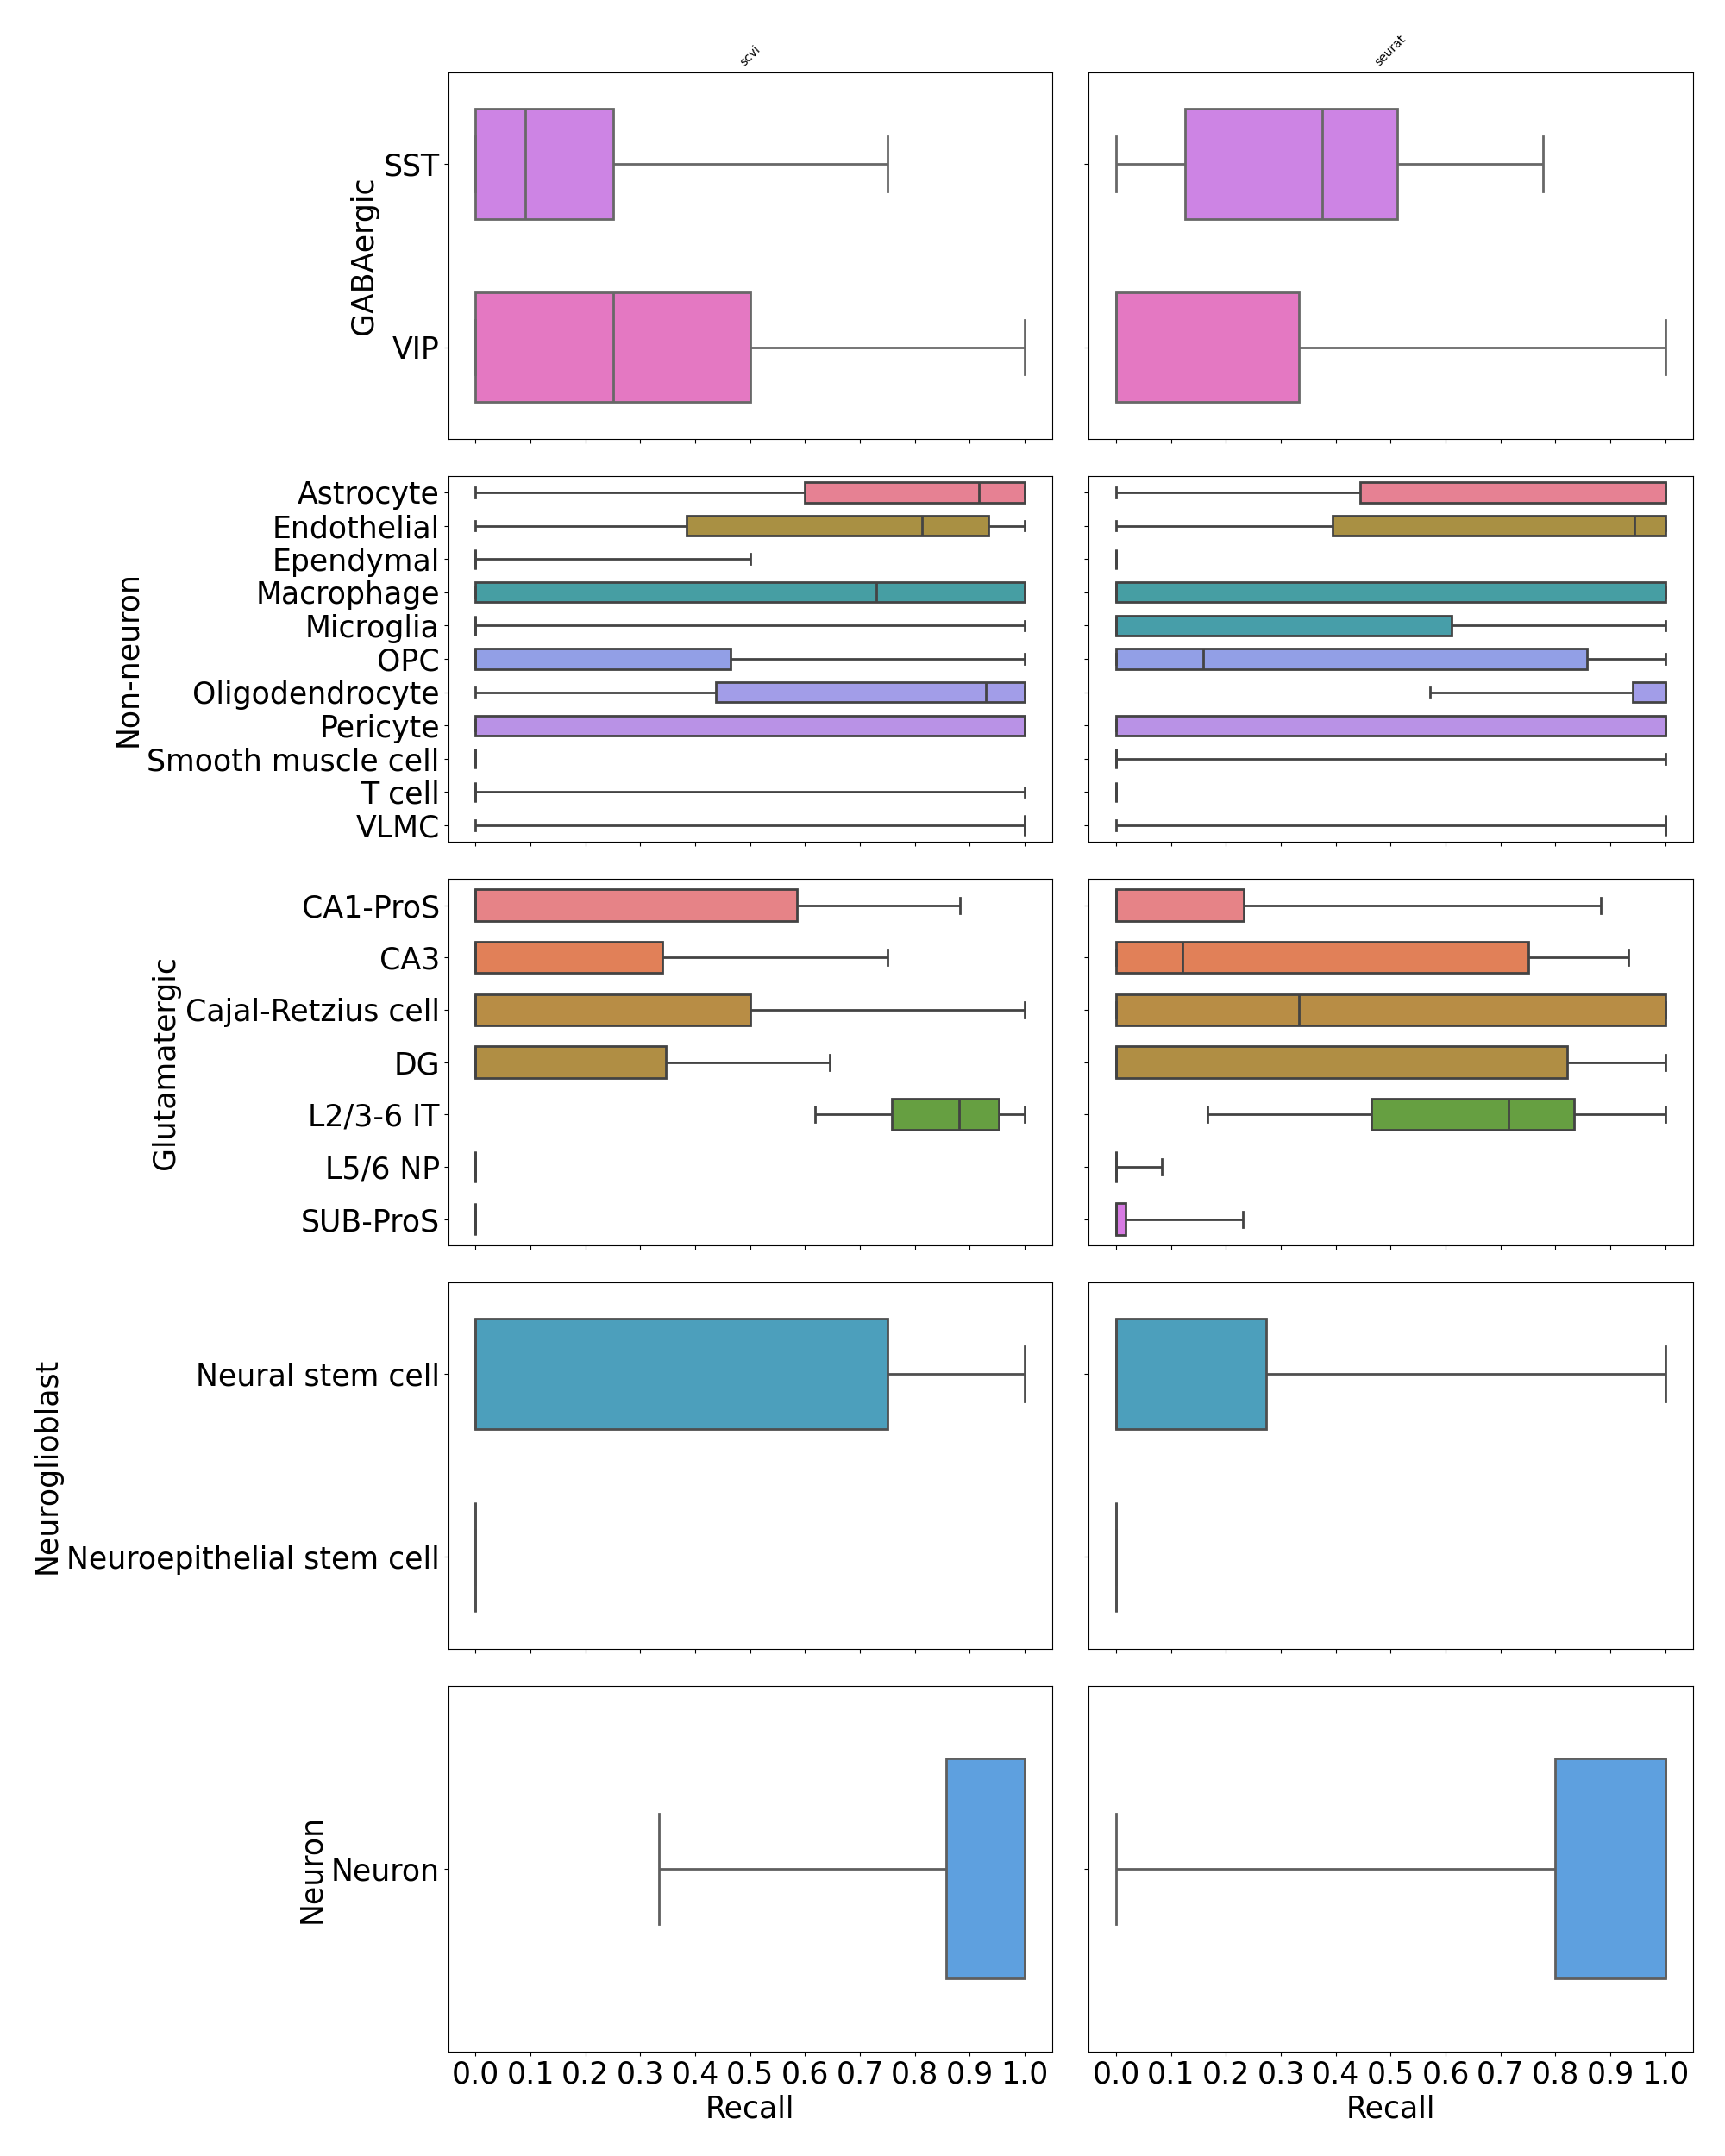 scvi
seurat
GABAergic
SST
VIP
Non-neuron
Astrocyte
Endothelial
Ependymal
Macrophage
Microglia
OPC
Oligodendrocyte
Pericyte
Smooth muscle cell
T cell
VLMC
Glutamatergic
CA1-ProS
CA3
Cajal-Retzius cell
DG
L2/3-6 IT
L5/6 NP
SUB-ProS
Neuroglioblast
Neural stem cell
Neuroepithelial stem cell
Neuron
Neuron
0.0 0.1 0.2 0.3 0.4 0.5 0.6 0.7 0.8 0.9 1.0
Recall
0.0 0.1 0.2 0.3 0.4 0.5 0.6 0.7 0.8 0.9 1.0
Recall